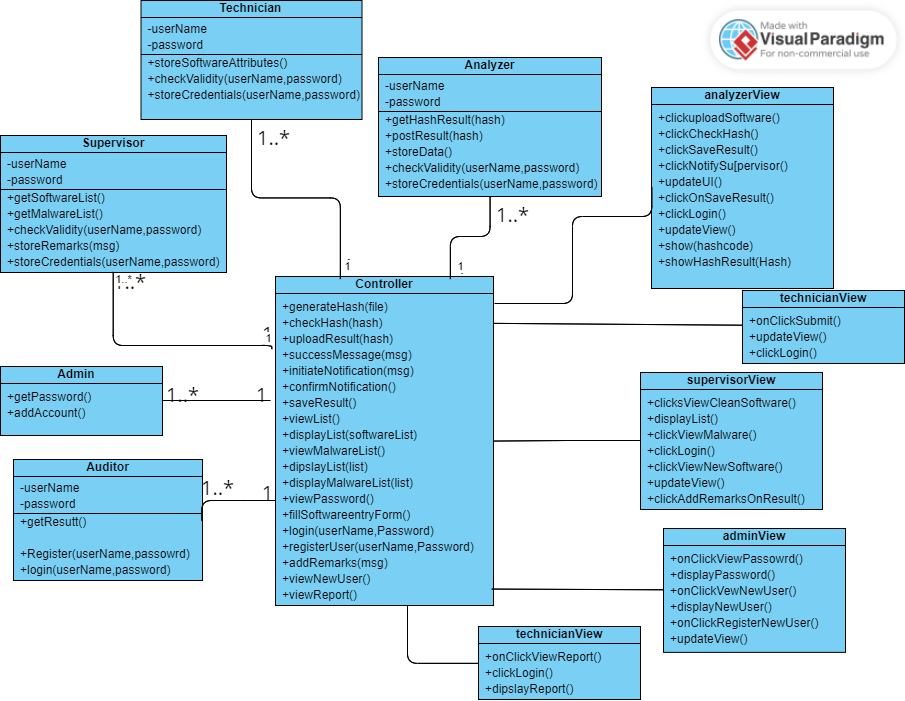 Technician
-userName
-password
+storeSoftwareAttributes()
+checkValidity(userName,password)
+storeCredentials(userName,password)
Made with
VisualParadigm
For non-commercial use
Analyzer
-userName
-password
+getHashResult(hash)
+postResult(hash)
+storeData()
+checkValidity(userName,password)
+storeCredentials(userName,password)
analyzerView
+clickuploadSoftware()
+clickCheckHash()
+clickSaveResult()
+clickNotifySu[pervisor()
+updateUI()
+clickOnSaveResult()
+clickLogin()
+updateView()
+show(hashcode)
+showHashResult(Hash)
1..*
Supervisor
-userName
-password
+getSoftwareList()
+getMalwareList()
+checkValidity(userName,password)
+storeRemarks(msg)
+storeCredentials(userName,password)
1..*
1
1
1..*
1..*
Controller
+generateHash(file)
+checkHash(hash)
+uploadResult(hash)
+successMessage(msg)
+initiateNotification(msg)
+confirmNotification()
+saveResult()
+viewList()
+displayList(softwareList)
+viewMalwareList()
+dipslayList(list)
+displayMalwareList(list)
+viewPassword()
+fillSoftwareentryForm()
+login(userName,Password)
+registerUser(userName,Password)
+addRemarks(msg)
+viewNewUser()
+viewReport()
technicianView
+onClickSubmit()
+updateView()
+clickLogin()
1
1
Admin
+getPassword()
+addAccount()
1..*
1
supervisorView
+clicksViewCleanSoftware()
+displayList()
+clickViewMalware()
+clickLogin()
+clickViewNewSoftware()
+updateView()
+clickAddRemarksOnResult()
Auditor
-userName
-password
+getResutt()
+Register(userName,passowrd)
+login(userName,password)
1..*
1
adminView
+onClickViewPassowrd()
+displayPassword()
+onClickVewNewUser()
+displayNewUser()
+onClickRegisterNewUser()
+updateView()
technicianView
+onClickViewReport()
+clickLogin()
+dipslayReport()